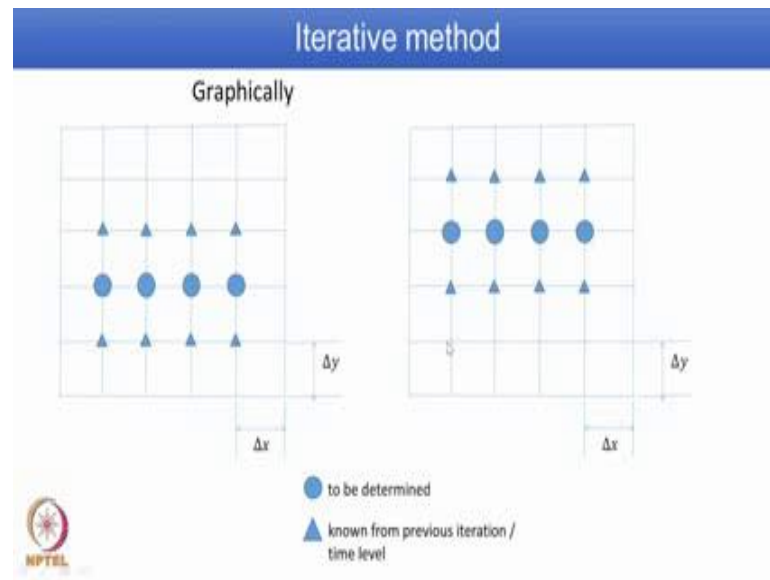 Iterative method
Graphically
Δy
Δx
Δy
Δx
to be determined
known from previous iteration /
time level
NPTEL